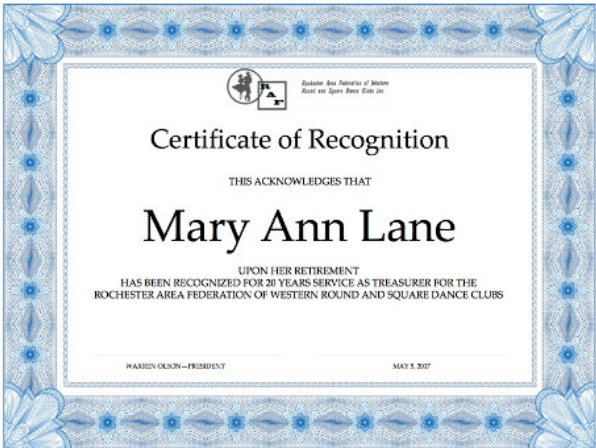 RAF
Rochester Area Federation of Western
Round and Square Dance Clubs Inc.
Certificate of Recognition
THIS ACKNOWLEDGES THAT
Mary Ann Lane
UPON HER RETIREMENT
HAS BEEN RECOGNIZED FOR 20 YEARS SERVICE AS TREASURER FOR THE
ROCHESTER AREA FEDERATION OF WESTERN ROUND AND SQUARE DANCE CLUBS
WARREN OLSON—PRESIDENT
MAY 5, 2017